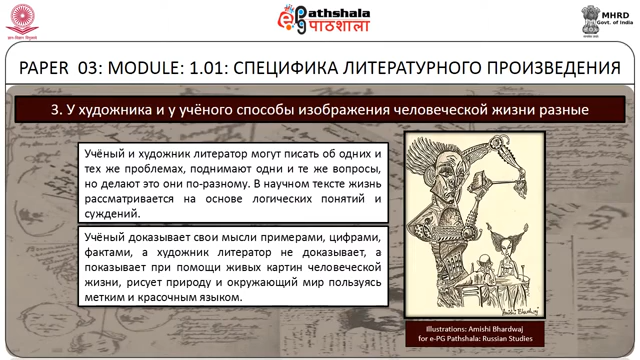 Pathshala
पाठशाला
MHRD
Govt. of India
PAPER 03: MODULE: 1.01: СПЕЦИФИКА ЛИТЕРАТУРНОГО ПРОИЗВЕДЕНИЯ
3. У художника и у учёного способы изображения человеческой жизни разные
Учёный и художник литератор могут писать об одних и
тех же проблемах, поднимают одни и те же вопросы,
но делают это они по-разному. В научном тексте жизнь
рассматривается на основе логических понятий и
суждений.
Учёный доказывает свои мысли примерами, цифрами,
фактами, а художник литератор не доказывает, а
показывает при помощи живых картин человеческой
жизни, рисует природу и окружающий мир пользуясь
метким и красочным языком.
Amishi Bhardwaj
Illustrations: Amishi Bhardwaj
for e-PG Pathshala: Russian Studies